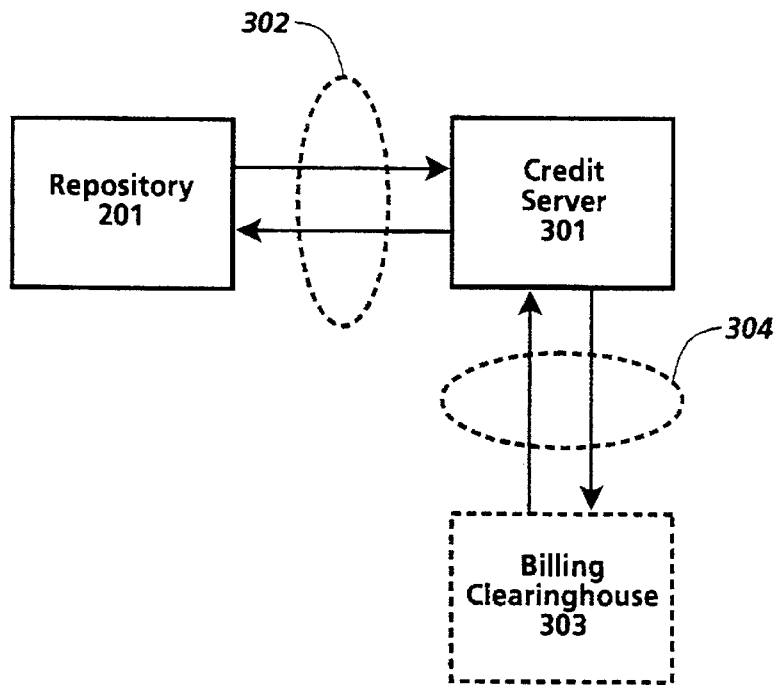 302
Repository
201
Credit
Server
301
304
Billing
Clearinghouse
303